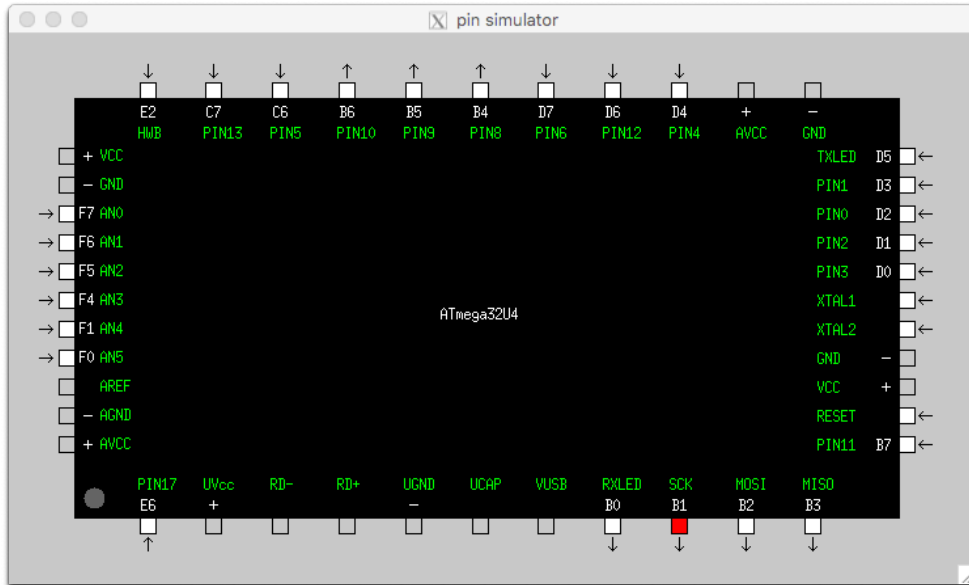 X pin simulator
E2 C7 C6 B6 B5 B4 D7 D6 D4 + −
HWB PIN13 PIN5 PIN10 PIN9 PIN8 PIN6 PIN12 PIN4 AVCC GND
+ VCC TXLED D5
− GND PIN1 D3
F7 AN0 PIN0 D2
F6 AN1 PIN2 D1
F5 AN2 PIN3 D0
F4 AN3 XTAL1
ATmega32U4
F1 AN4 XTAL2
F0 AN5 GND −
AREF VCC +
− AGND RESET
+ AVCC PIN11 B7
PIN17 UVcc RD- RD+ UGND UCAP VUSB RXLED SCK MOSI MISO
E6 + − B0 B1 B2 B3